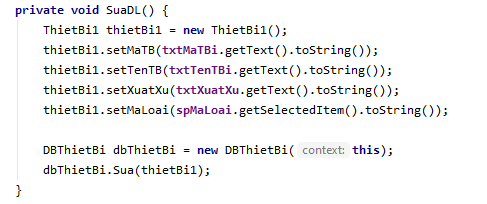 private void SuaDL() {
ThietBi1 thietBi1 = new ThietBi1();
thietBi1.setMaTB(txtMaTBi.getText().toString());
thietBi1.setTenTB(txtTenTBi.getText().toString());
thietBi1.setXuatXu(txtXuatXu.getText().toString());
thietBi1.setMaLoai(spMaLoai.getSelectedItem().toString());
DBThietBi dbThietBi = new DBThietBi( context: this);
dbThietBi.Sua(thietBi1);
}